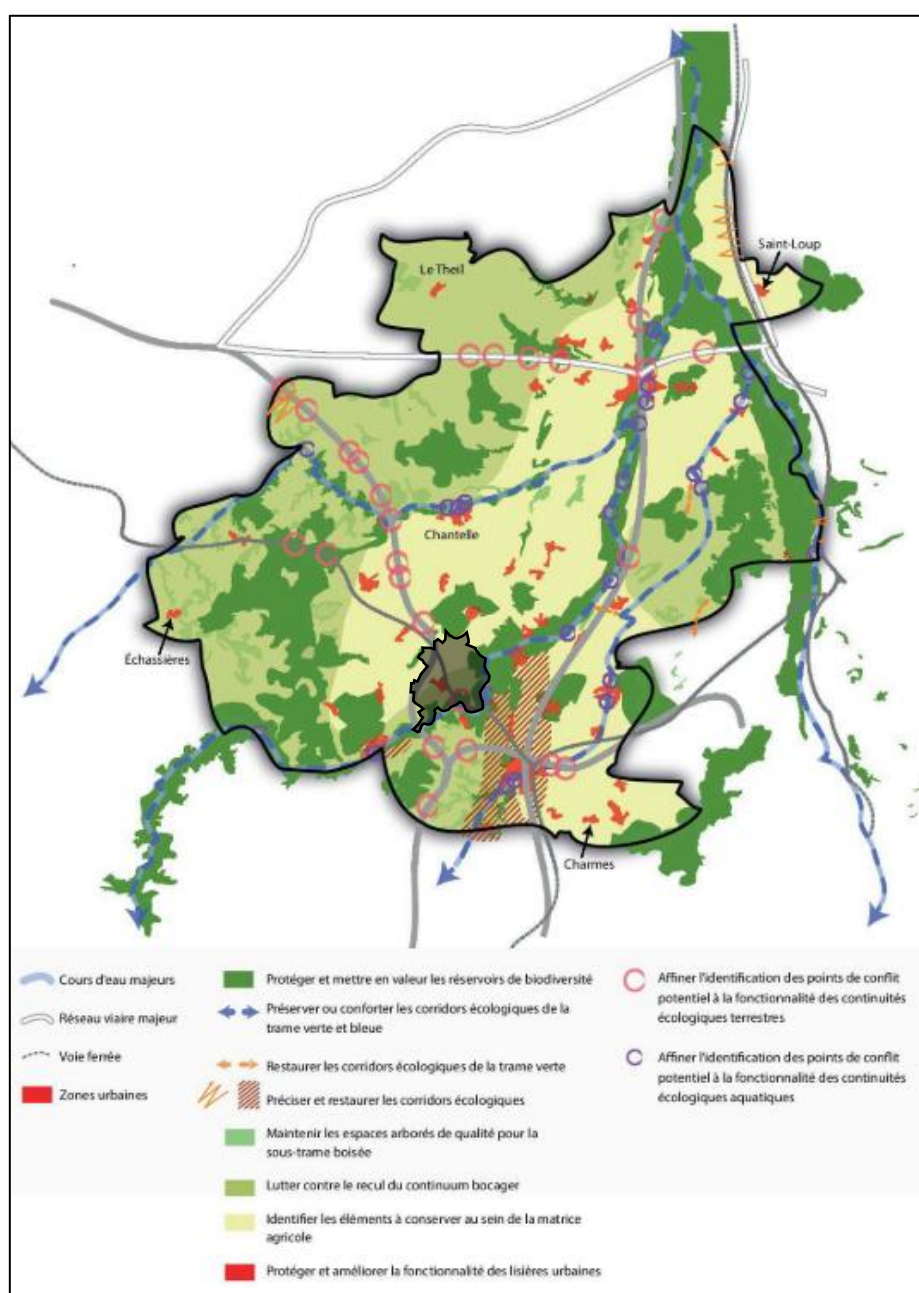 Saint-Loup
Le Theil
Chantelle
Échassières
Charmes
Cours d'eau majeurs
Réseau viaire majeur
Voie ferrée
Zones urbaines
Protéger et mettre en valeur les réservoirs de biodiversité
Préserver ou conforter les corridors écologiques de la
trame verte et bleue
Restaurer les corridors écologiques de la trame verte
Préciser et restaurer les corridors écologiques
Maintenir les espaces arborés de qualité pour la
sous-trame boisée
Lutter contre le recul du continuum bocager
Identifier les éléments à conserver au sein de la matrice
agricole
Protéger et améliorer la fonctionnalité des lisières urbaines
Affiner l'identification des points de conflit
potentiel à la fonctionnalité des continuités
écologiques terrestres
Affiner l'identification des points de conflit
potentiel à la fonctionnalité des continuités
écologiques aquatiques